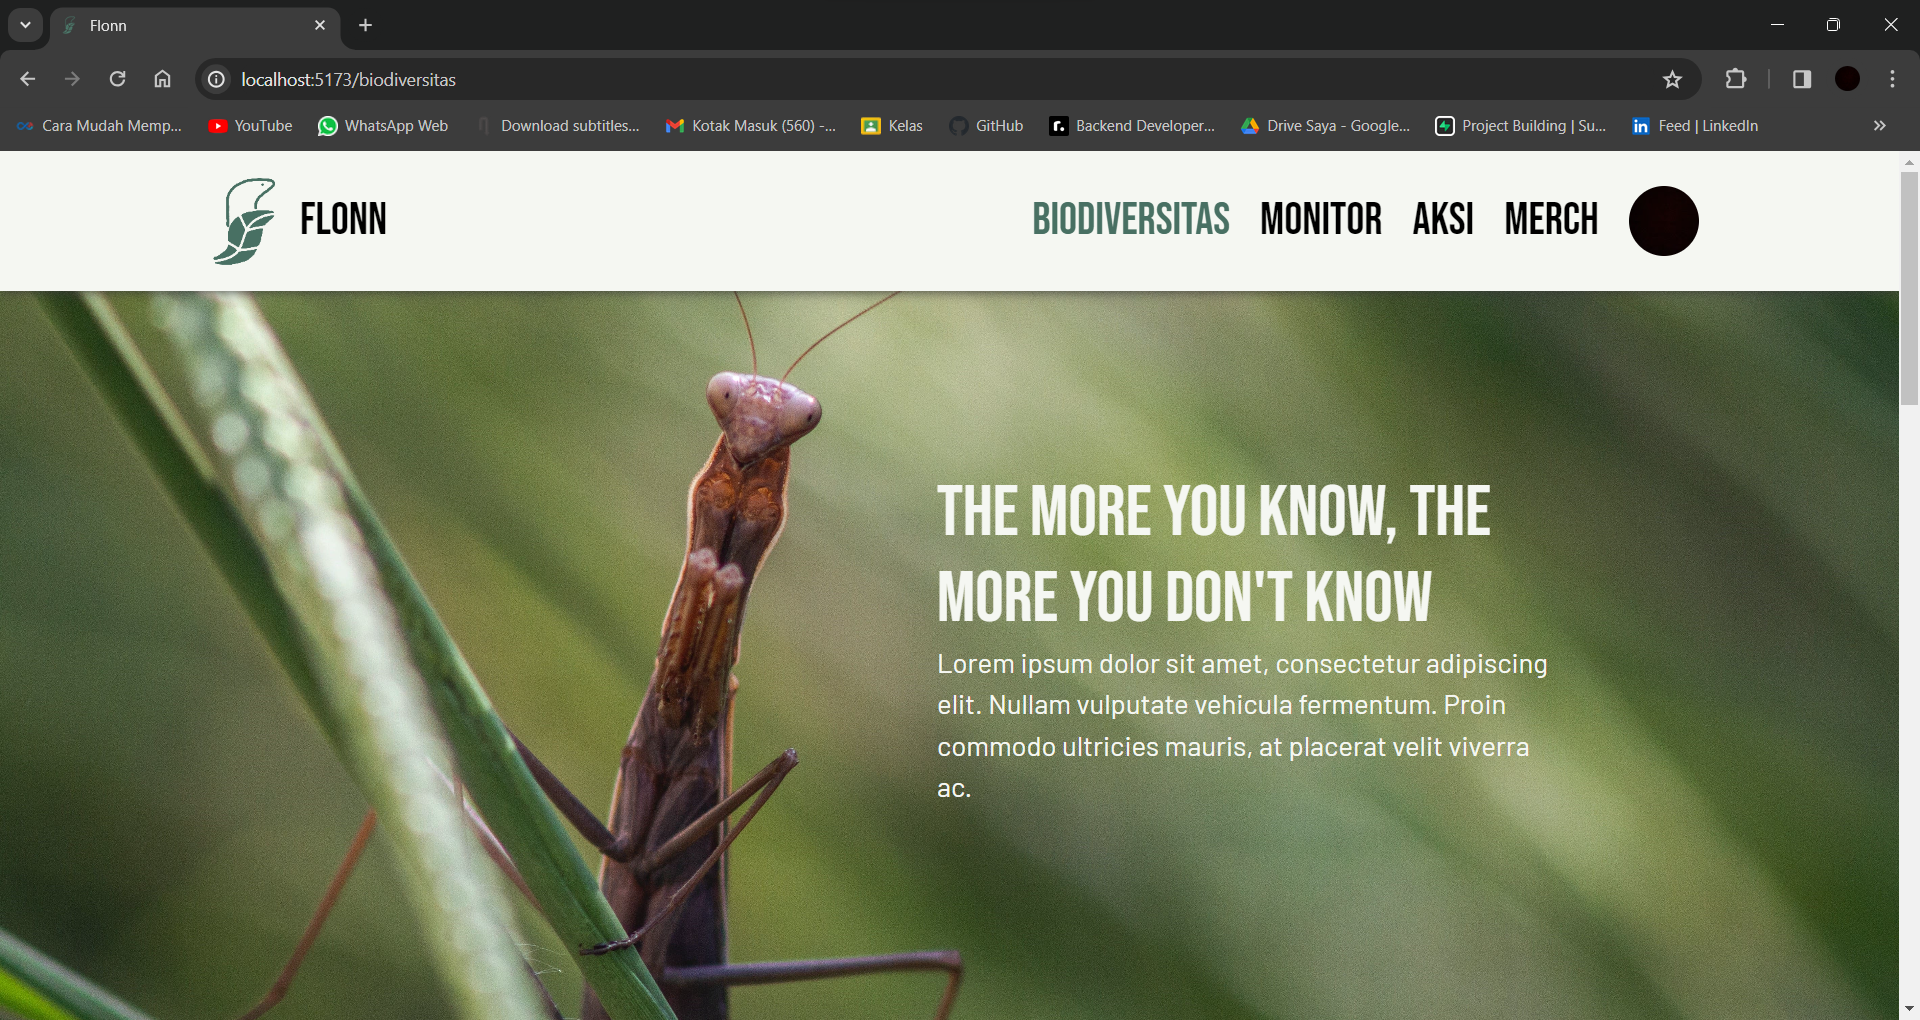 Flonn
localhost:5173/biodiversitas
Cara Mudah Memp... YouTube WhatsApp Web Download subtitles... Kotak Masuk (560) -... Kelas GitHub Backend Developer... Drive Saya - Google... Project Building | Su... Feed | LinkedIn
FLONN BIODIVERSITAS MONITOR AKSI MERCH
THE MORE YOU KNOW, THE
MORE YOU DON'T KNOW
Lorem ipsum dolor sit amet, consectetur adipiscing
elit. Nullam vulputate vehicula fermentum. Proin
commodo ultricies mauris, at placerat velit viverra
ac.